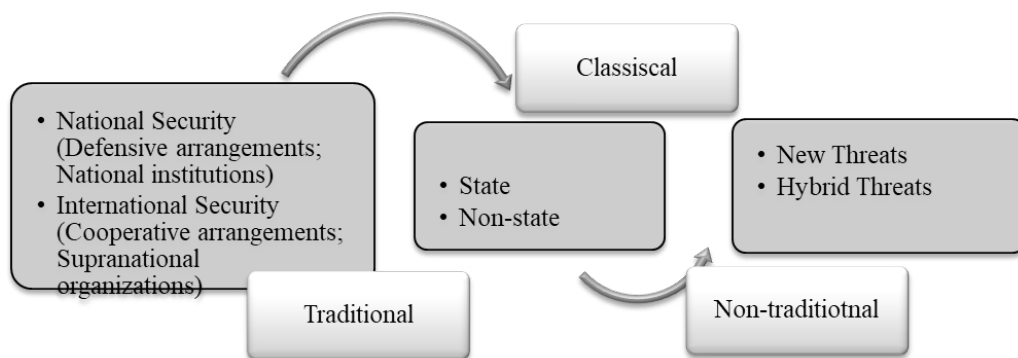 • National Security
(Defensive arrangements;
National institutions)
• International Security
(Cooperative arrangements;
Supranational
organizations)
Traditional
Classiscal
• State
• Non-state
• New Threats
• Hybrid Threats
Non-traditiotnal